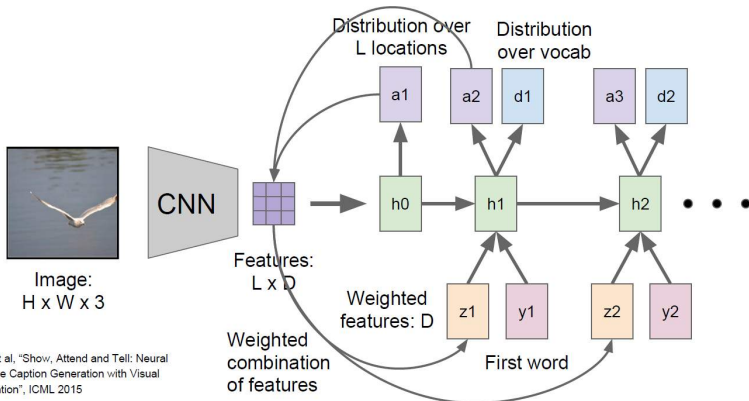 Distribution over
L locations
Distribution
over vocab
a1
a2
d1
a3
d2
CNN
h0
h1
h2
Image:
H x W x 3
Features:
L x D
Weighted
features: D
z1
y1
z2
y2
First word
Weighted
combination
of features
al, "Show, Attend and Tell: Neural
Caption Generation with Visual
ICML 2015